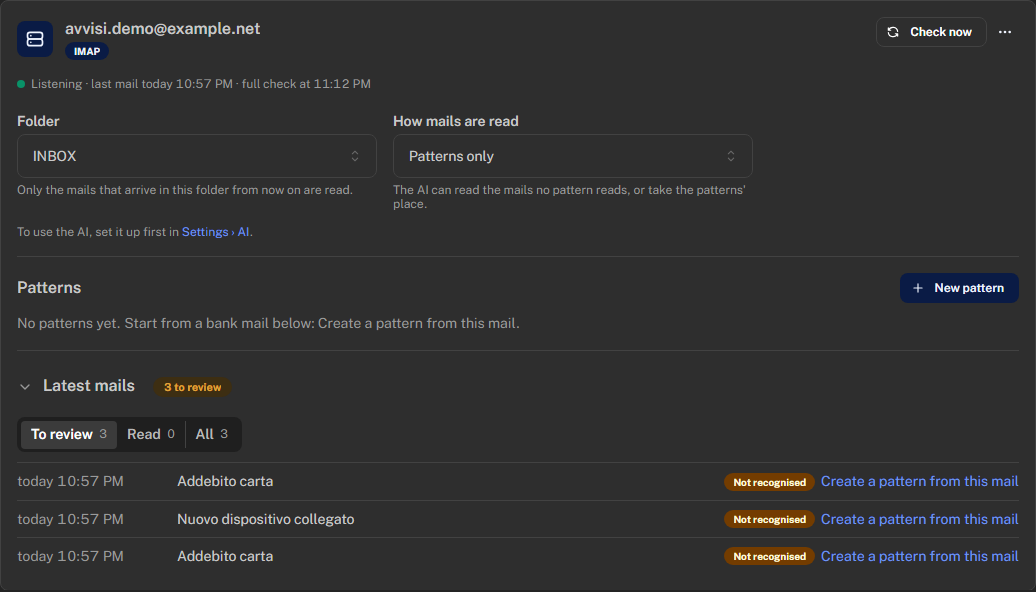 avvisi.demo@example.net
IMAP
Check now
Listening · last mail today 10:57 PM · full check at 11:12 PM
Folder
How mails are read
INBOX
Patterns only
Only the mails that arrive in this folder from now on are read.
The AI can read the mails no pattern reads, or take the patterns'
place.
To use the AI, set it up first in Settings › AI.
Patterns
New pattern
No patterns yet. Start from a bank mail below: Create a pattern from this mail.
Latest mails 3 to review
To review 3 Read 0 All 3
today 10:57 PM Addebito carta Not recognised Create a pattern from this mail
today 10:57 PM Nuovo dispositivo collegato Not recognised Create a pattern from this mail
today 10:57 PM Addebito carta Not recognised Create a pattern from this mail